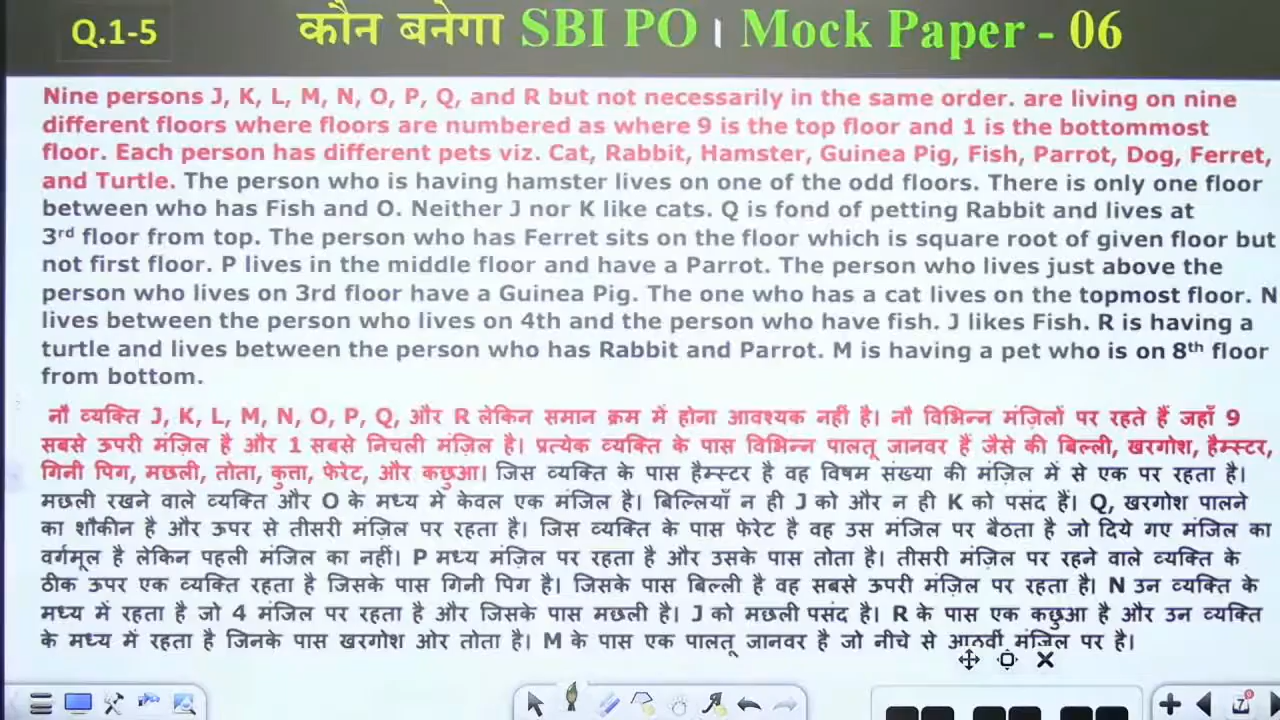 Q.1-5
कौन बनेगा SBI PO । Mock Paper - 06
Nine persons J, K, L, M, N, O, P, Q, and R but not necessarily in the same order. are living on nine
different floors where floors are numbered as where 9 is the top floor and 1 is the bottommost
floor. Each person has different pets viz. Cat, Rabbit, Hamster, Guinea Pig, Fish, Parrot, Dog, Ferret,
and Turtle. The person who is having hamster lives on one of the odd floors. There is only one floor
between who has Fish and O. Neither J nor K like cats. Q is fond of petting Rabbit and lives at
3rd floor from top. The person who has Ferret sits on the floor which is square root of given floor but
not first floor. P lives in the middle floor and have a Parrot. The person who lives just above the
person who lives on 3rd floor have a Guinea Pig. The one who has a cat lives on the topmost floor. N
lives between the person who lives on 4th and the person who have fish. J likes Fish. R is having a
turtle and lives between the person who has Rabbit and Parrot. M is having a pet who is on 8th floor
from bottom.
नौ व्यक्ति J, K, L, M, N, O, P, Q, और R लेकिन समान क्रम में होना आवश्यक नहीं है। नौ विभिन्न मंज़िलों पर रहते हैं जहाँ 9
सबसे ऊपरी मंज़िल है और 1 सबसे निचली मंज़िल है। प्रत्येक व्यक्ति के पास विभिन्न पालतू जानवर हैं जैसे की बिल्ली, खरगोश, हैम्स्टर,
गिनी पिग, मछली, तोता, कुत्ता, फेरेट, और कछुआ। जिस व्यक्ति के पास हैम्स्टर है वह विषम संख्या की मंज़िल में से एक पर रहता है।
मछली रखने वाले व्यक्ति और O के मध्य में केवल एक मंजिल है। बिल्लियाँ न ही J को और न ही K को पसंद हैं। Q, खरगोश पालने
का शौकीन है और ऊपर से तीसरी मंज़िल पर रहता है। जिस व्यक्ति के पास फेरेट है वह उस मंजिल पर बैठता है जो दिये गए मंजिल का
वर्गमूल है लेकिन पहली मंजिल का नहीं। P मध्य मंज़िल पर रहता है और उसके पास तोता है। तीसरी मंज़िल पर रहने वाले व्यक्ति के
ठीक ऊपर एक व्यक्ति रहता है जिसके पास गिनी पिग है। जिसके पास बिल्ली है वह सबसे ऊपरी मंज़िल पर रहता है। N उन व्यक्ति के
मध्य में रहता है जो 4 मंजिल पर रहता है और जिसके पास मछली है। J को मछली पसंद है। R के पास एक कछुआ है और उन व्यक्ति
के मध्य में रहता है जिनके पास खरगोश ओर तोता है। M के पास एक पालतू जानवर है जो नीचे से आठवीं मंज़िल पर है।